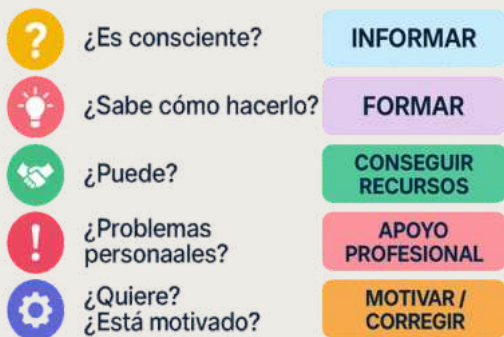 ¿Es consciente?
INFORMAR
¿Sabe cómo hacerlo?
FORMAR
¿Puede?
CONSEGUIR
RECURSOS
¿Problemas
personaales?
APOYO
PROFESIONAL
¿Quiere?
¿Está motivado?
MOTIVAR /
CORREGIR